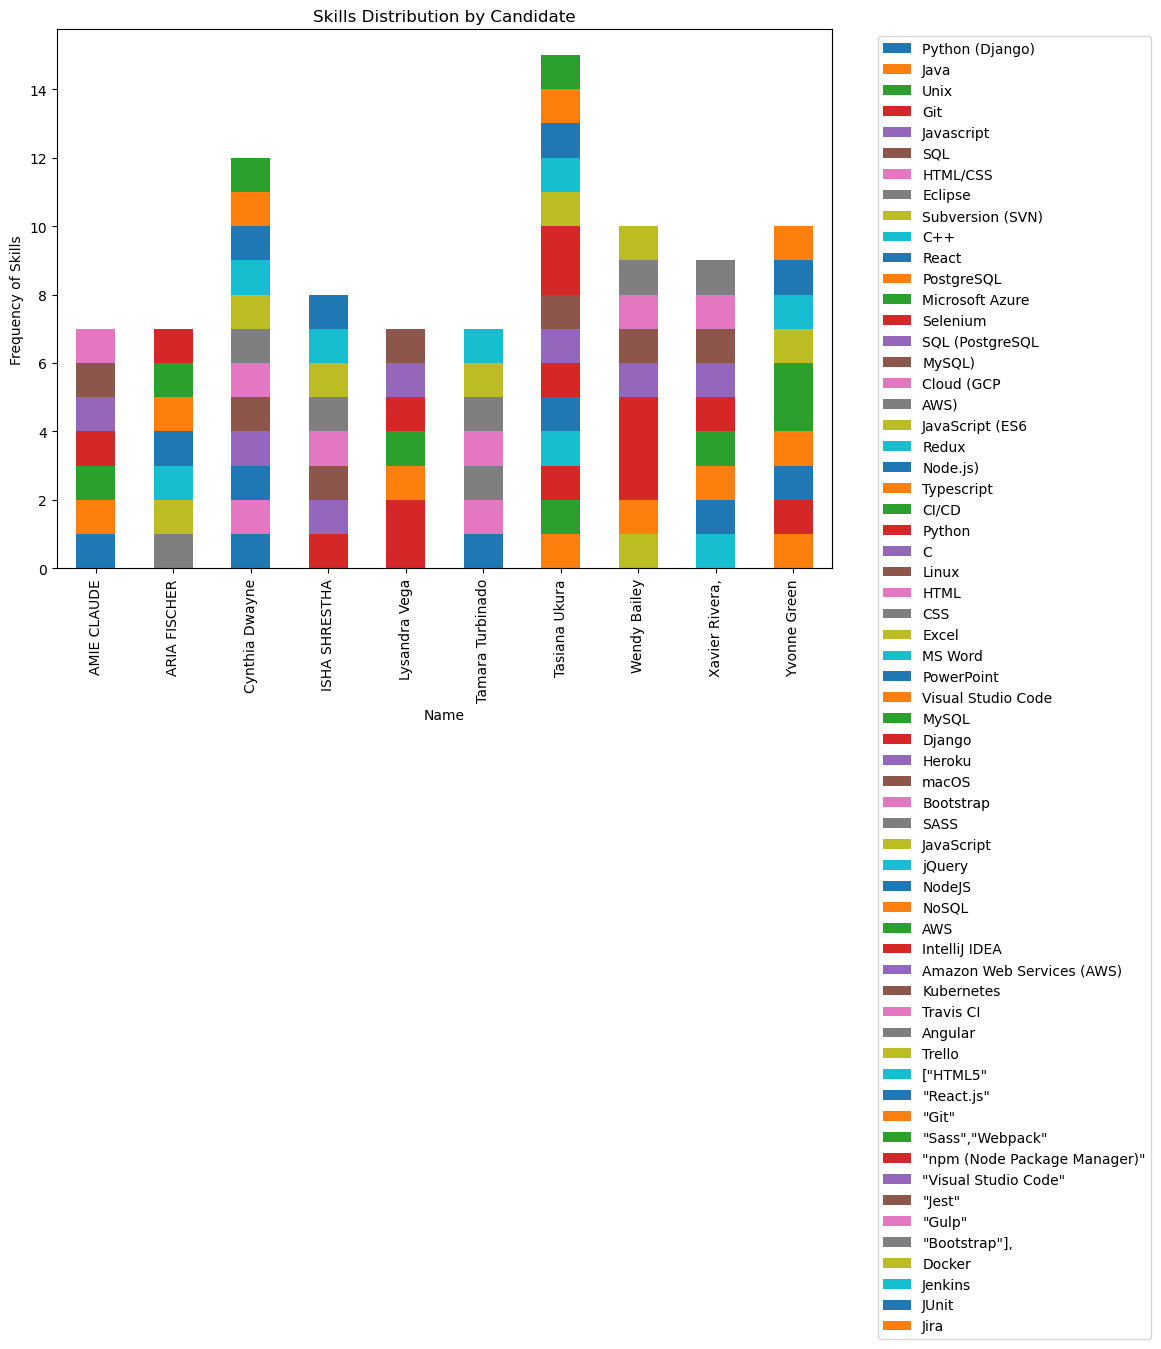 Skills Distribution by Candidate
Frequency of Skills
14
12
10
8
6
4
2
0
AMIE CLAUDE
ARIA FISCHER
Cynthia Dwayne
ISHA SHRESTHA
Lysandra Vega
Tamara Turbinado
Tasiana Ukura
Wendy Bailey
Xavier Rivera,
Yvonne Green
Name
Python (Django)
Java
Unix
Git
Javascript
SQL
HTML/CSS
Eclipse
Subversion (SVN)
C++
React
PostgreSQL
Microsoft Azure
Selenium
SQL (PostgreSQL
MySQL)
Cloud (GCP
AWS)
JavaScript (ES6
Redux
Node.js)
Typescript
CI/CD
Python
C
Linux
HTML
CSS
Excel
MS Word
PowerPoint
Visual Studio Code
MySQL
Django
Heroku
macOS
Bootstrap
SASS
JavaScript
jQuery
NodeJS
NoSQL
AWS
IntelliJ IDEA
Amazon Web Services (AWS)
Kubernetes
Travis CI
Angular
Trello
["HTML5"
"React.js"
"Git"
"Sass","Webpack"
"npm (Node Package Manager)"
"Visual Studio Code"
"Jest"
"Gulp"
"Bootstrap"],
Docker
Jenkins
JUnit
Jira